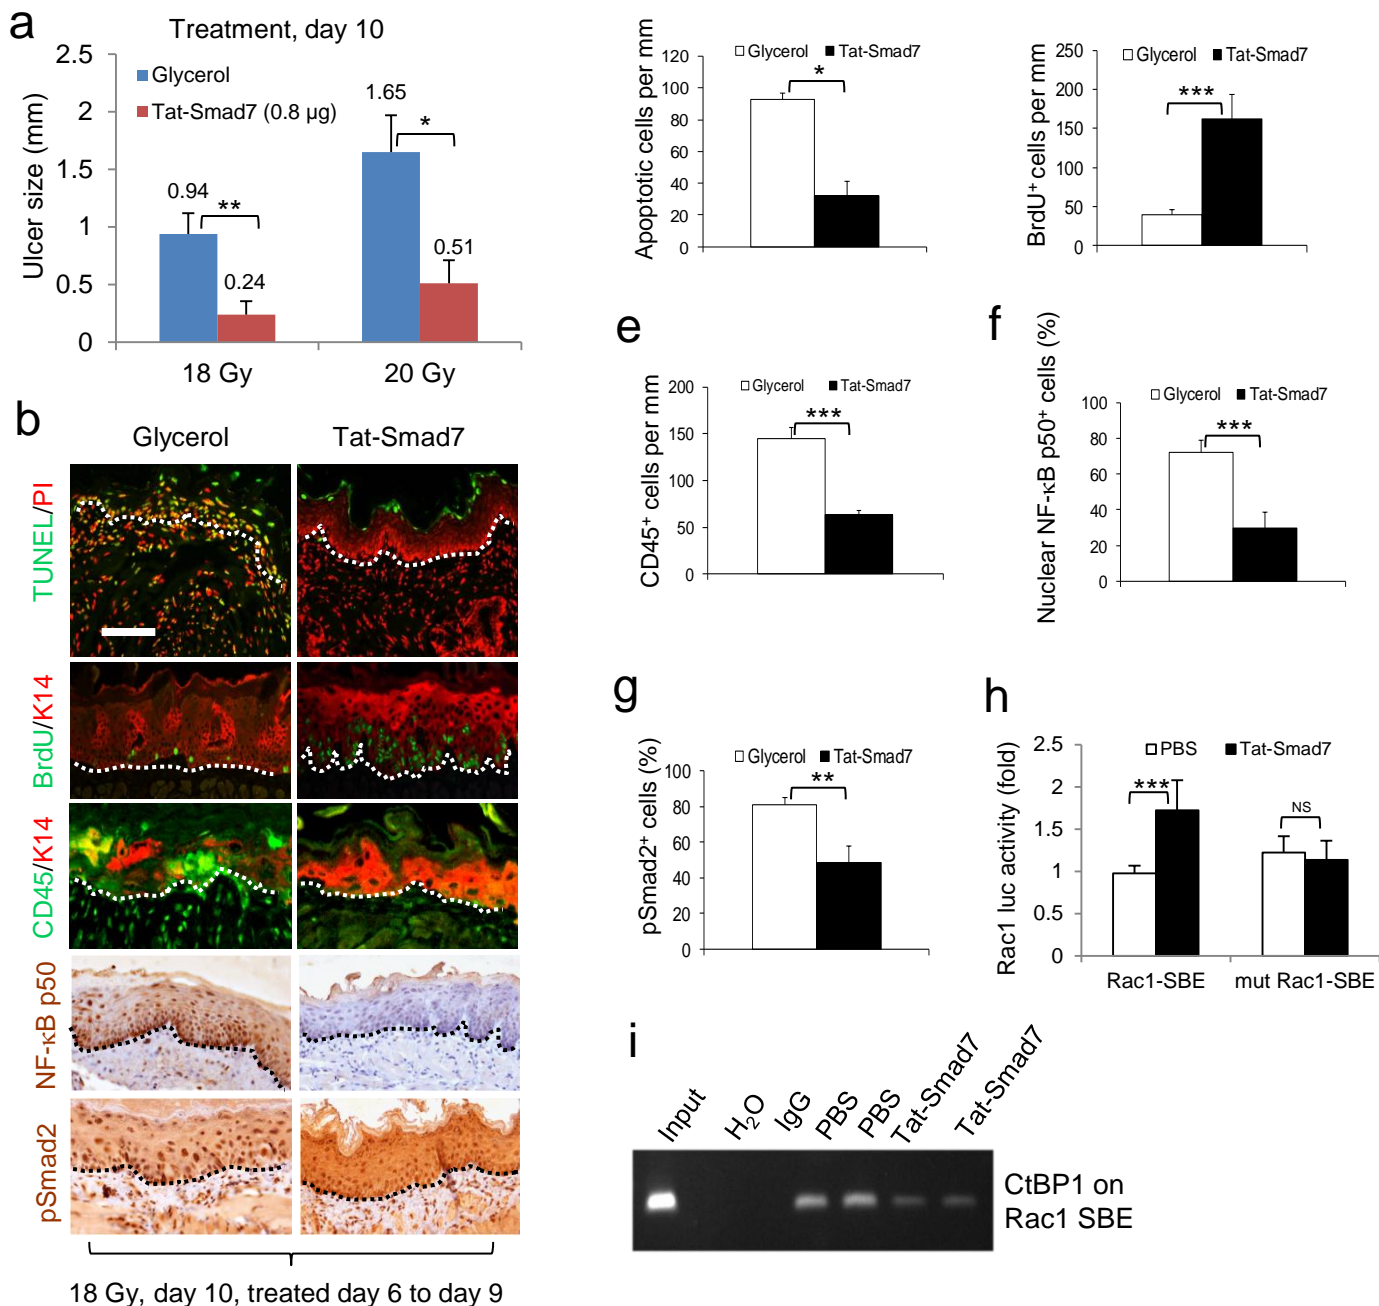 a
Treatment, day 10
Ulcer size (mm)
2.5
2
1.5
1
0.5
0
Glycerol
Tat-Smad7 (0.8 µg)
0.94
**
0.24
1.65
*
0.51
18 Gy
20 Gy
Apoptotic cells per mm
120
100
80
60
40
20
0
Glycerol
Tat-Smad7
*
BrdU+ cells per mm
250
200
150
100
50
0
Glycerol
Tat-Smad7
***
b
Glycerol
Tat-Smad7
TUNEL/PI
BrdU/K14
CD45/K14
NF-κB p50
pSmad2
18 Gy, day 10, treated day 6 to day 9
e
CD45+ cells per mm
200
150
100
50
0
Glycerol
Tat-Smad7
***
f
Nuclear NF-κB p50+ cells (%)
100
80
60
40
20
0
Glycerol
Tat-Smad7
***
g
pSmad2+ cells (%)
80
60
40
20
0
Glycerol
Tat-Smad7
**
h
Rac1 luc activity (fold)
2.5
2
1.5
1
0.5
0
PBS
Tat-Smad7
***
NS
Rac1-SBE
mut Rac1-SBE
i
Input
H2O
IgG
PBS
PBS
Tat-Smad7
Tat-Smad7
CtBP1 on
Rac1 SBE